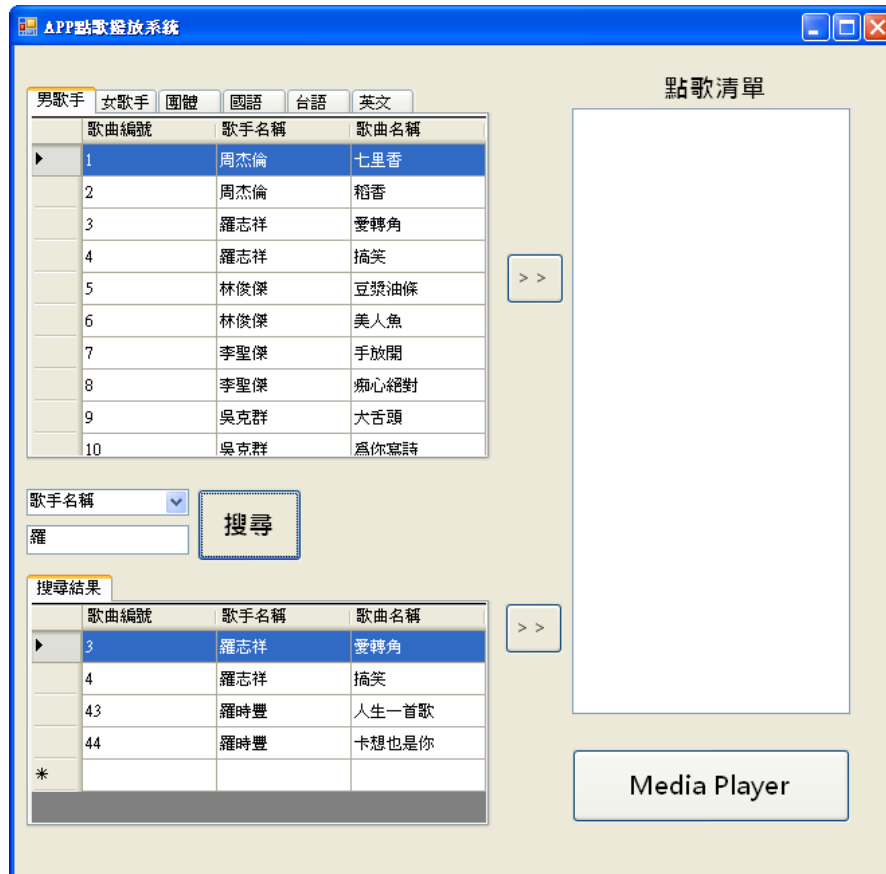 APP點歌撥放系統
點歌清單
男歌手 女歌手 團體 國語 台語 英文
歌曲編號 歌手名稱 歌曲名稱
1 周杰倫 七里香
2 周杰倫 稻香
3 羅志祥 愛轉角
4 羅志祥 搞笑
5 林俊傑 豆漿油條
6 林俊傑 美人魚
7 李聖傑 手放開
8 李聖傑 痴心絕對
9 吳克群 大舌頭
10 吳克群 為你寫詩
> >
歌手名稱
羅
搜尋
搜尋結果
歌曲編號 歌手名稱 歌曲名稱
3 羅志祥 愛轉角
4 羅志祥 搞笑
43 羅時豐 人生一首歌
44 羅時豐 卡想也是你
> >
Media Player